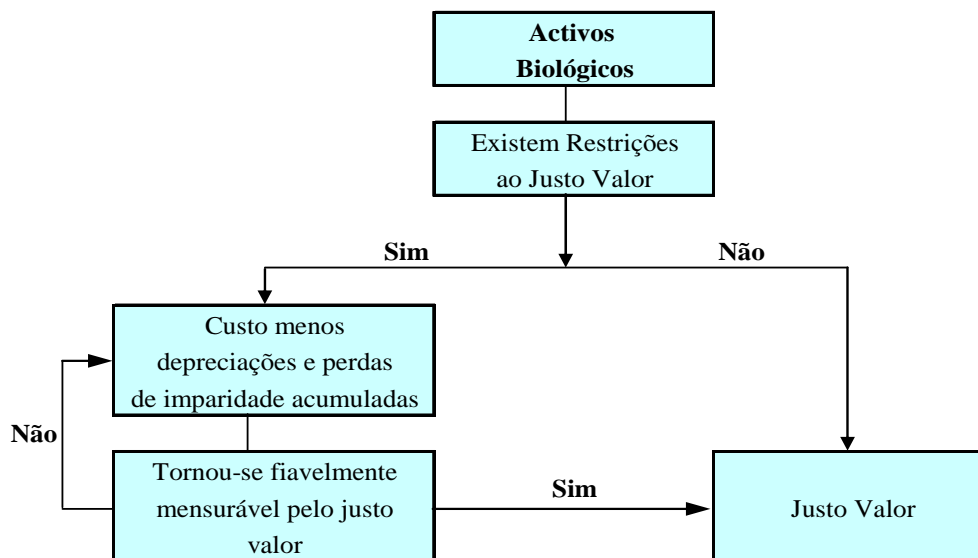 Activos
Biológicos
Existem Restrições
ao Justo Valor
Sim
Não
Custo menos
depreciações e perdas
de imparidade acumuladas
Não
Tornou-se fiavelmente
mensurável pelo justo
valor
Sim
Justo Valor